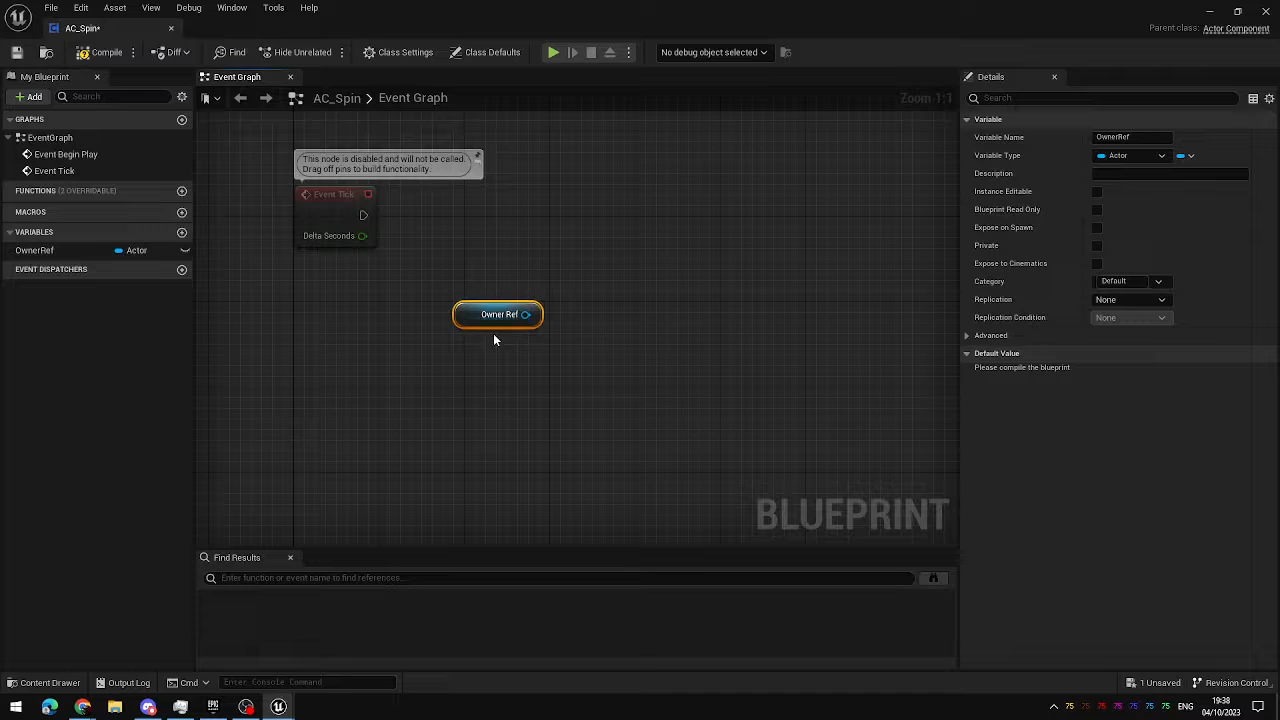 File Edit Asset View Debug Window Tools Help
AC_Spin•
Parent class: Actor Component
Compile Diff Find Hide Unrelated Class Settings Class Defaults No debug object selected
My Blueprint
Event Graph
Details
Add Search
AC_Spin > Event Graph
Zoom 1:1
Search
GRAPHS
EventGraph
Event Begin Play
Event Tick
FUNCTIONS (2 OVERRIDABLE)
MACROS
VARIABLES
OwnerRef Actor
EVENT DISPATCHERS
This node is disabled and will not be called.
Drag off pins to build functionality.
Event Tick
Delta Seconds
Owner Ref
BLUEPRINT
Variable
Variable Name OwnerRef
Variable Type Actor
Description
Instance Editable
Blueprint Read Only
Expose on Spawn
Private
Expose to Cinematics
Category Default
Replication None
Replication Condition None
Advanced
Default Value
Please compile the blueprint
Find Results
Enter function or event name to find references...
Content Drawer Output Log Cmd Enter Console Command
1 Unsaved Revision Control
75 75 75 75 75 75 ENG
19:38
04/10/2023